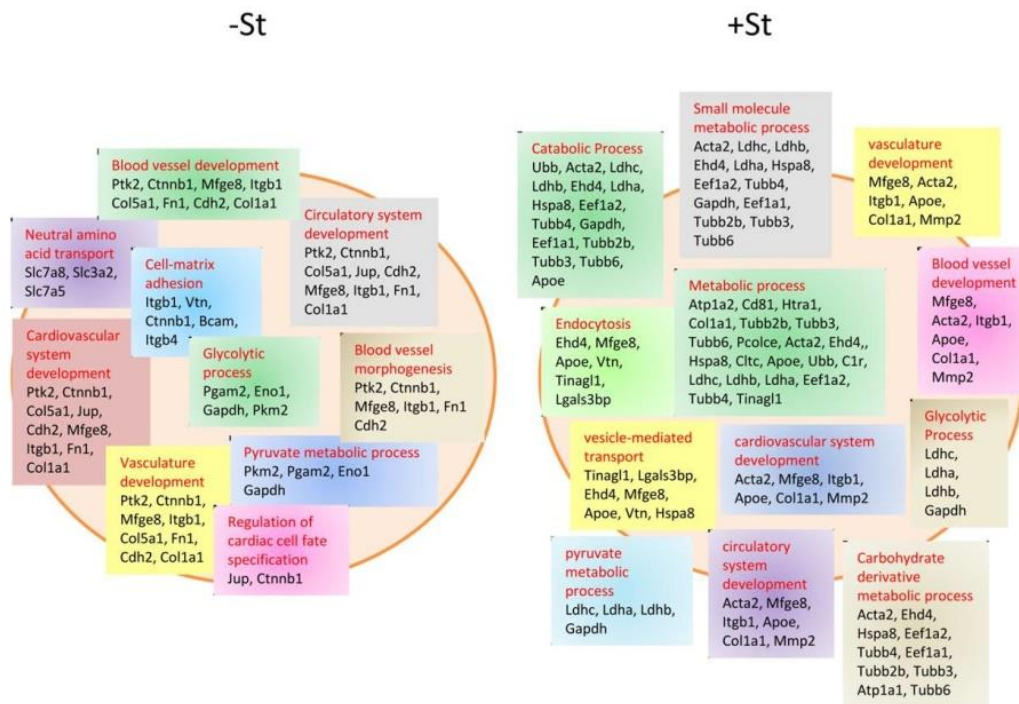 -St
Blood vessel development
Ptk2, Ctnnb1, Mfge8, Itgb1
Col5a1, Fn1, Cdh2, Col1a1
Neutral amino
acid transport
Slc7a8, Slc3a2,
Slc7a5
Cell-matrix
adhesion
Itgb1, Vtn,
Ctnnb1, Bcam,
Itgb4
Circulatory system
development
Ptk2, Ctnnb1,
Col5a1, Jup, Cdh2,
Mfge8, Itgb1, Fn1,
Col1a1
Cardiovascular
system
development
Ptk2, Ctnnb1,
Col5a1, Jup,
Cdh2, Mfge8,
Itgb1, Fn1,
Col1a1
Glycolytic
process
Pgam2, Eno1,
Gapdh, Pkm2
Blood vessel
morphogenesis
Ptk2, Ctnnb1,
Mfge8, Itgb1, Fn1
Cdh2
Vasculature
development
Ptk2, Ctnnb1,
Mfge8, Itgb1,
Col5a1, Fn1,
Cdh2, Col1a1
Pyruvate metabolic process
Pkm2, Pgam2, Eno1
Gapdh
Regulation of
cardiac cell fate
specification
Jup, Ctnnb1
+St
Catabolic Process
Ubb, Acta2, Ldhc,
Ldhb, Ehd4, Ldha,
Hspa8, Eef1a2,
Tubb4, Gapdh,
Eef1a1, Tubb2b,
Tubb3, Tubb6,
Apoe
Small molecule
metabolic process
Acta2, Ldhc, Ldhb,
Ehd4, Ldha, Hspa8,
Eef1a2, Tubb4,
Gapdh, Eef1a1,
Tubb2b, Tubb3,
Tubb6
vasculature
development
Mfge8, Acta2,
Itgb1, Apoe,
Col1a1, Mmp2
Blood vessel
development
Mfge8,
Acta2, Itgb1,
Apoe,
Col1a1,
Mmp2
Endocytosis
Ehd4, Mfge8,
Apoe, Vtn,
Tinagl1,
Lgals3bp
Metabolic process
Atp1a2, Cd81, Htra1,
Col1a1, Tubb2b, Tubb3,
Tubb6, Pcolce, Acta2, Ehd4,,
Hspa8, Cltc, Apoe, Ubb, C1r,
Ldhc, Ldhb, Ldha, Eef1a2,
Tubb4, Tinagl1
Glycolytic
Process
Ldhc,
Ldha,
Ldhb,
Gapdh
vesicle-mediated
transport
Tinagl1, Lgals3bp,
Ehd4, Mfge8,
Apoe, Vtn, Hspa8
cardiovascular system
development
Acta2, Mfge8, Itgb1,
Apoe, Col1a1, Mmp2
pyruvate
metabolic
process
Ldhc, Ldha, Ldhb,
Gapdh
circulatory
system
development
Acta2, Mfge8,
Itgb1, Apoe,
Col1a1, Mmp2
Carbohydrate
derivative
metabolic process
Acta2, Ehd4,
Hspa8, Eef1a2,
Tubb4, Eef1a1,
Tubb2b, Tubb3,
Atp1a1, Tubb6